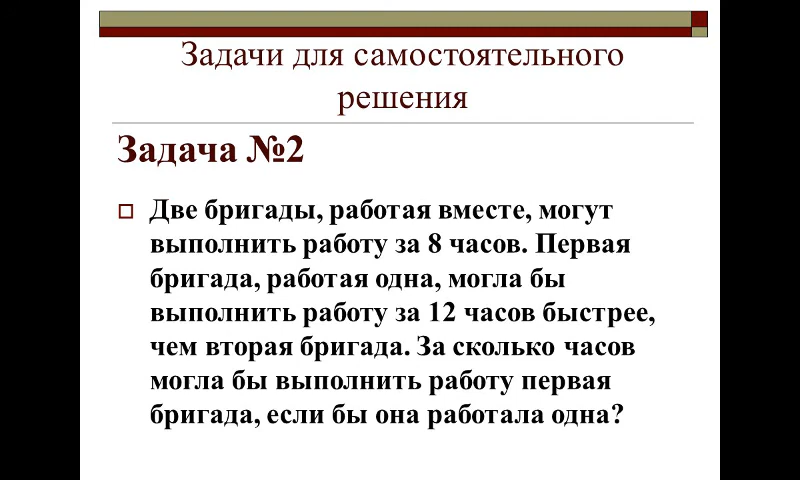 Задачи для самостоятельного
решения
Задача №2
Две бригады, работая вместе, могут
выполнить работу за 8 часов. Первая
бригада, работая одна, могла бы
выполнить работу за 12 часов быстрее,
чем вторая бригада. За сколько часов
могла бы выполнить работу первая
бригада, если бы она работала одна?